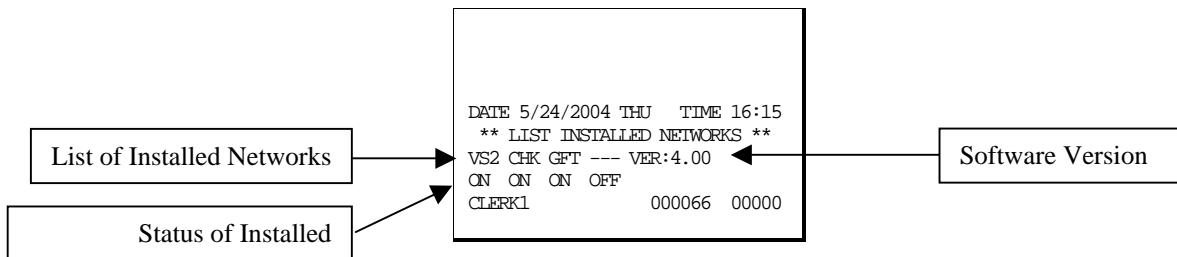 DATE 5/24/2004 THU TIME 16:15
** LIST INSTALLED NETWORKS **
List of Installed Networks
VS2 CHK GFT --- VER:4.00
Software Version
ON ON ON OFF
CLERK1 000066 00000
Status of Installed